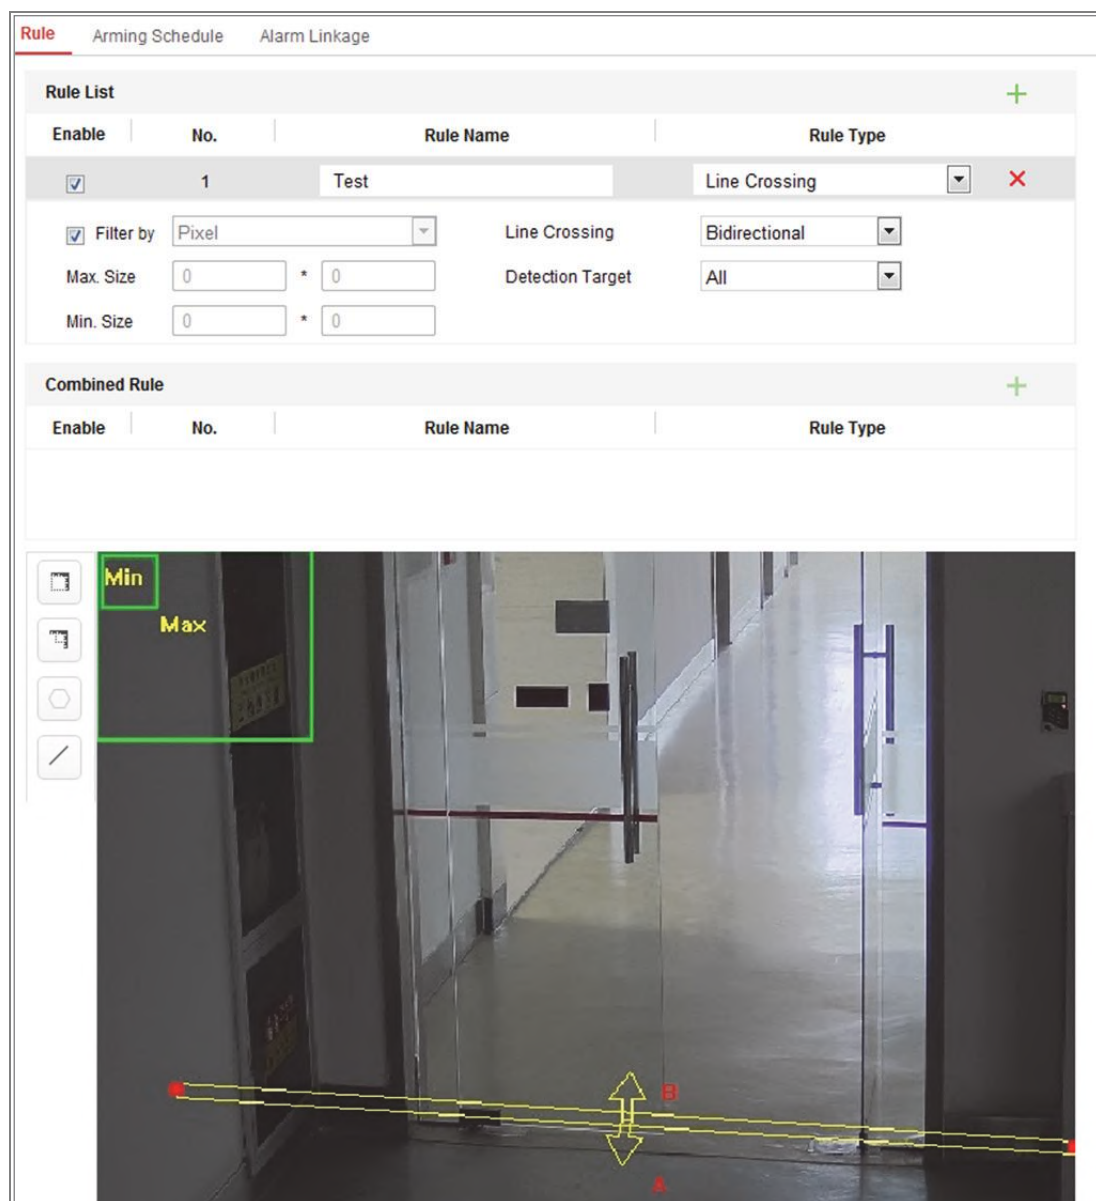 Rule Arming Schedule Alarm Linkage
Rule List
Enable No. Rule Name Rule Type
1 Test Line Crossing
Filter by Pixel Line Crossing Bidirectional
Max. Size 0 * 0 Detection Target All
Min. Size 0 * 0
Combined Rule
Enable No. Rule Name Rule Type
Min
Max
B
A